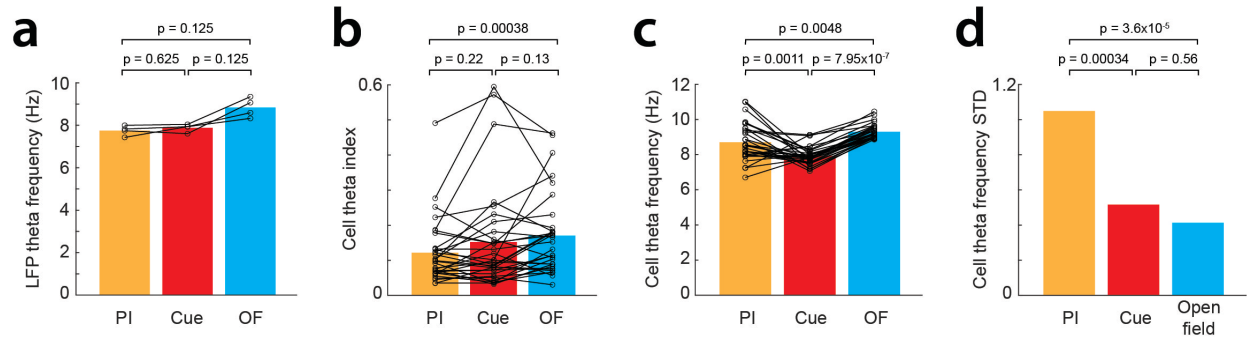 a
p = 0.125
p = 0.625
p = 0.125
LFP theta frequency (Hz)
10
8
6
4
2
0
PI
Cue
OF
b
p = 0.00038
p = 0.22
p = 0.13
Cell theta index
0.6
0
PI
Cue
OF
c
p = 0.0048
p = 0.0011
p = 7.95x10-7
Cell theta frequency (Hz)
12
10
8
6
4
2
0
PI
Cue
OF
d
p = 3.6x10-5
p = 0.00034
p = 0.56
Cell theta frequency STD
1.2
0
PI
Cue
Open
field